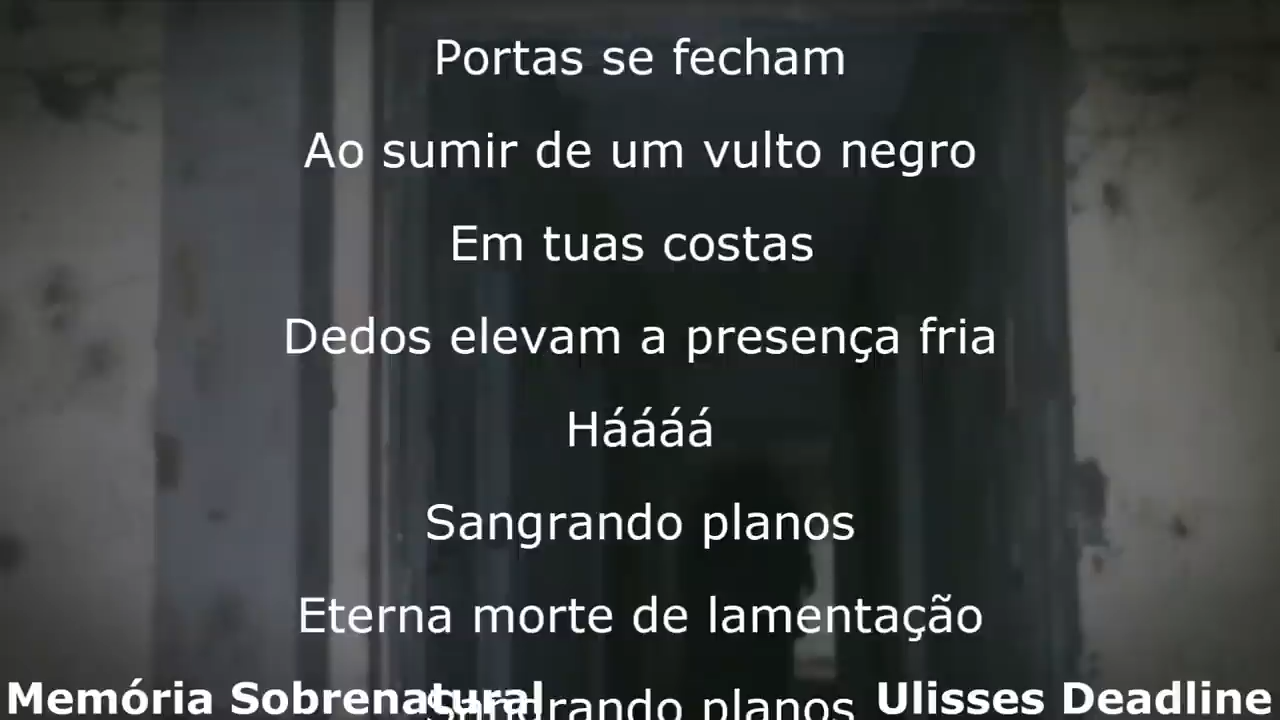 Portas se fecham
Ao sumir de um vulto negro
Em tuas costas
Dedos elevam a presença fria
Háááá
Sangrando planos
Eterna morte de lamentação
Sangrando planos
Memória Sobrenatural
Ulisses Deadline